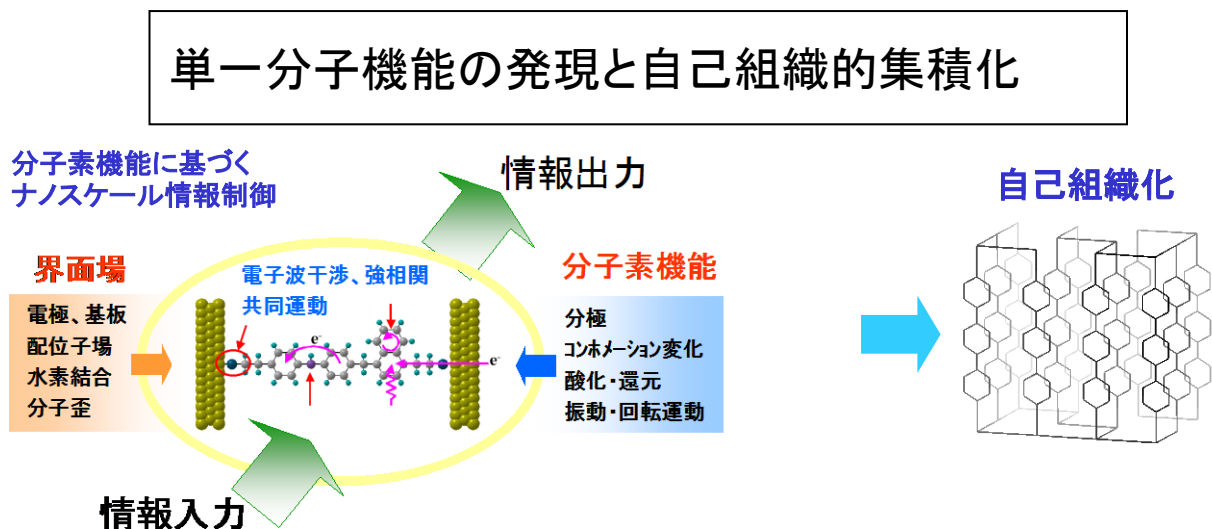 単一分子機能の発現と自己組織的集積化
分子素機能に基づく
ナノスケール情報制御
情報出力
自己組織化
界面場
電極、基板
配位子場
水素結合
分子歪
電子波干渉、強相関
共同運動
e-
e-
分子素機能
分極
ｺﾝﾎﾒｰｼｮﾝ変化
酸化・還元
振動・回転運動
情報入力